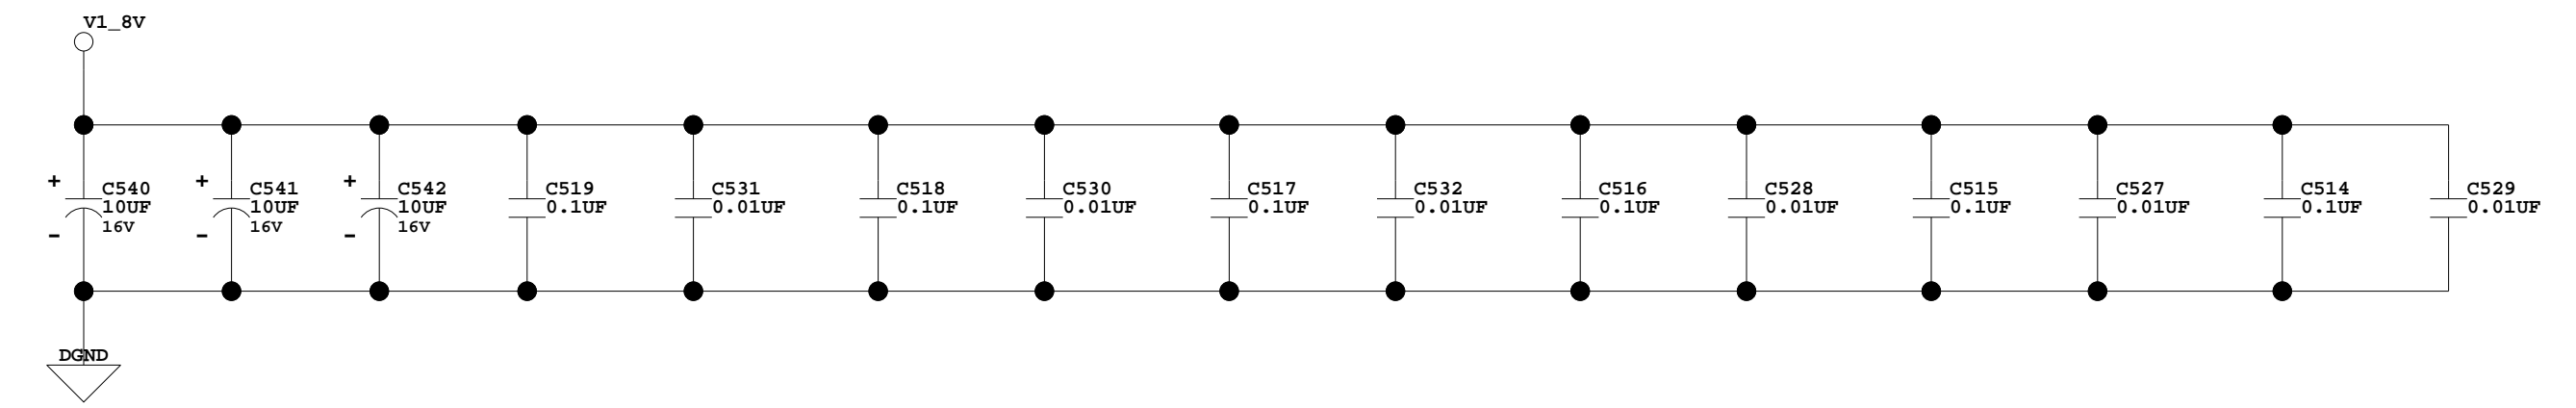 V1_8V
+
C540
10UF
16V
-
+
C541
10UF
16V
-
+
C542
10UF
16V
-
C519
0.1UF
C531
0.01UF
C518
0.1UF
C530
0.01UF
C517
0.1UF
C532
0.01UF
C516
0.1UF
C528
0.01UF
C515
0.1UF
C527
0.01UF
C514
0.1UF
C529
0.01UF
DGND